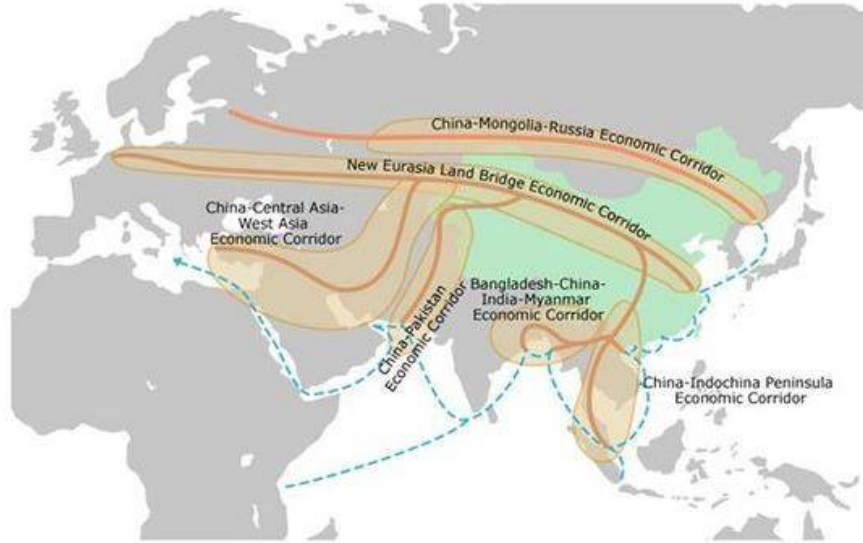 China-Mongolia-Russia Economic Corridor
New Eurasia Land Bridge Economic Corridor
China-Central Asia-
West Asia
Economic Corridor
China-Pakistan
Economic Corridor
Bangladesh-China-
India-Myanmar
Economic Corridor
China-Indochina Peninsula
Economic Corridor